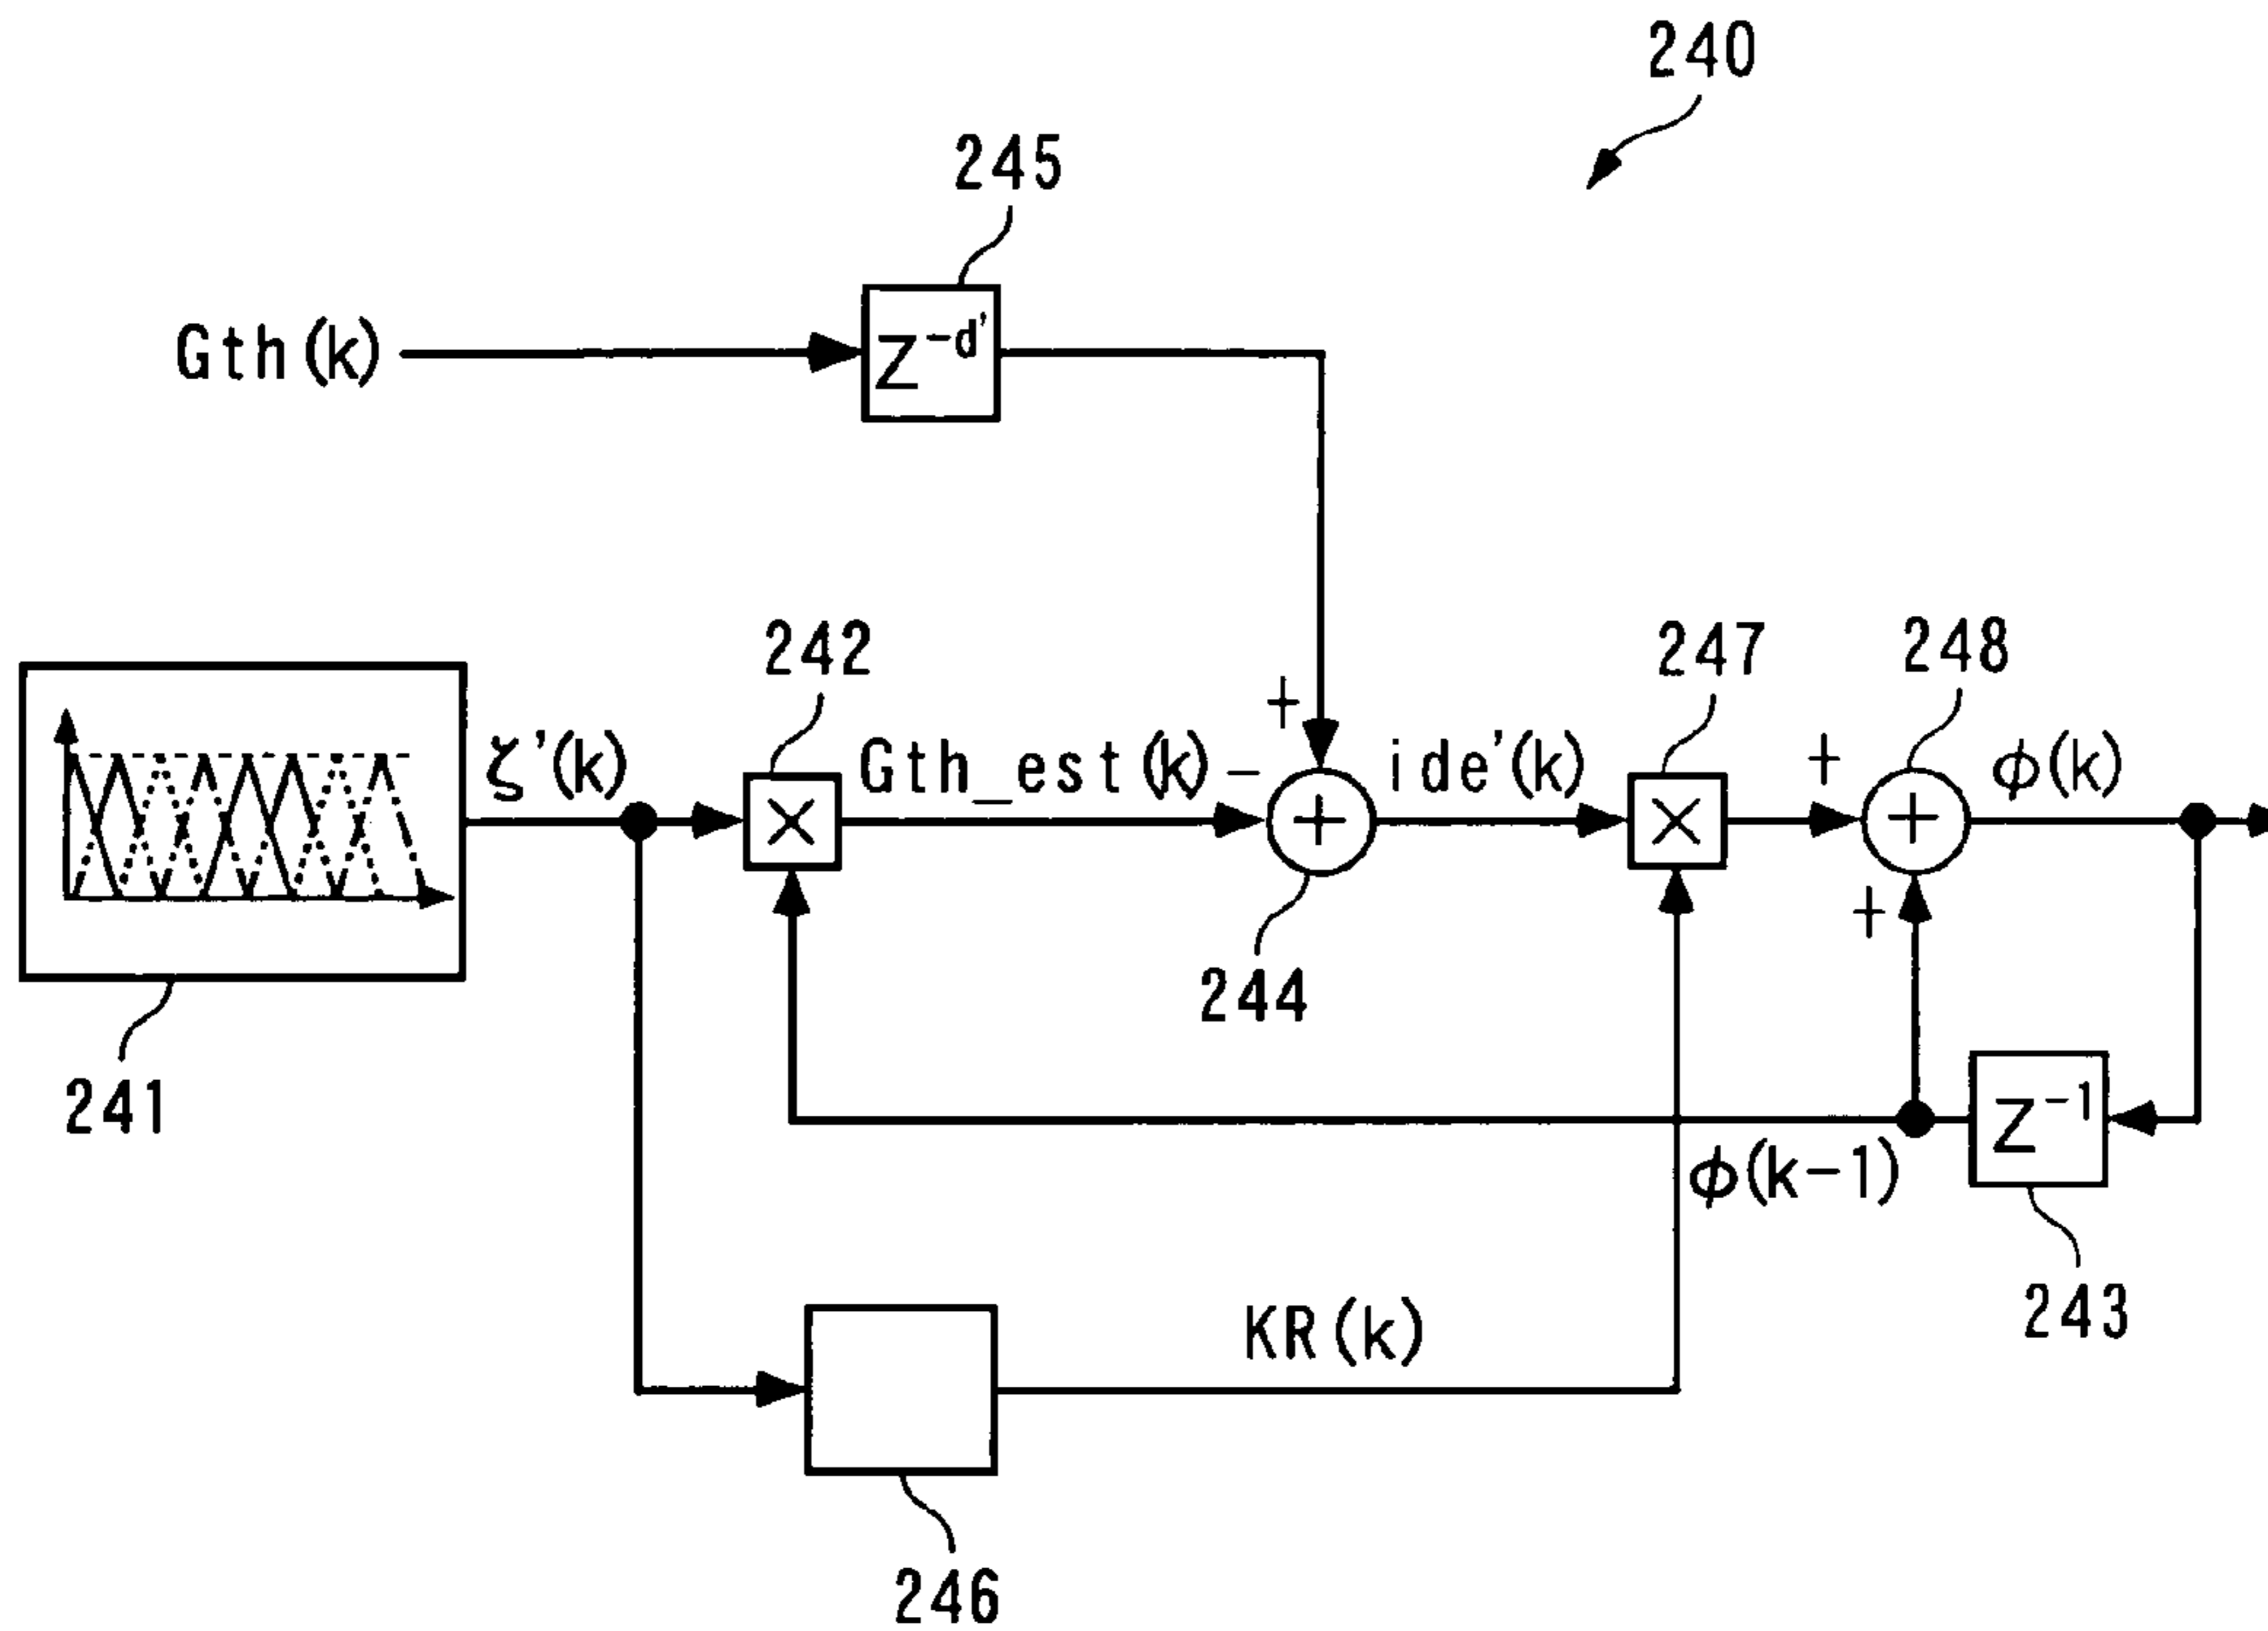 240
245
Gth(k)
Z^-d'
242
247
248
+
ζ'(k)
Gth_est(k)
-
ide'(k)
+
φ(k)
×
+
×
+
+
244
241
Z^-1
φ(k-1)
243
KR(k)
246